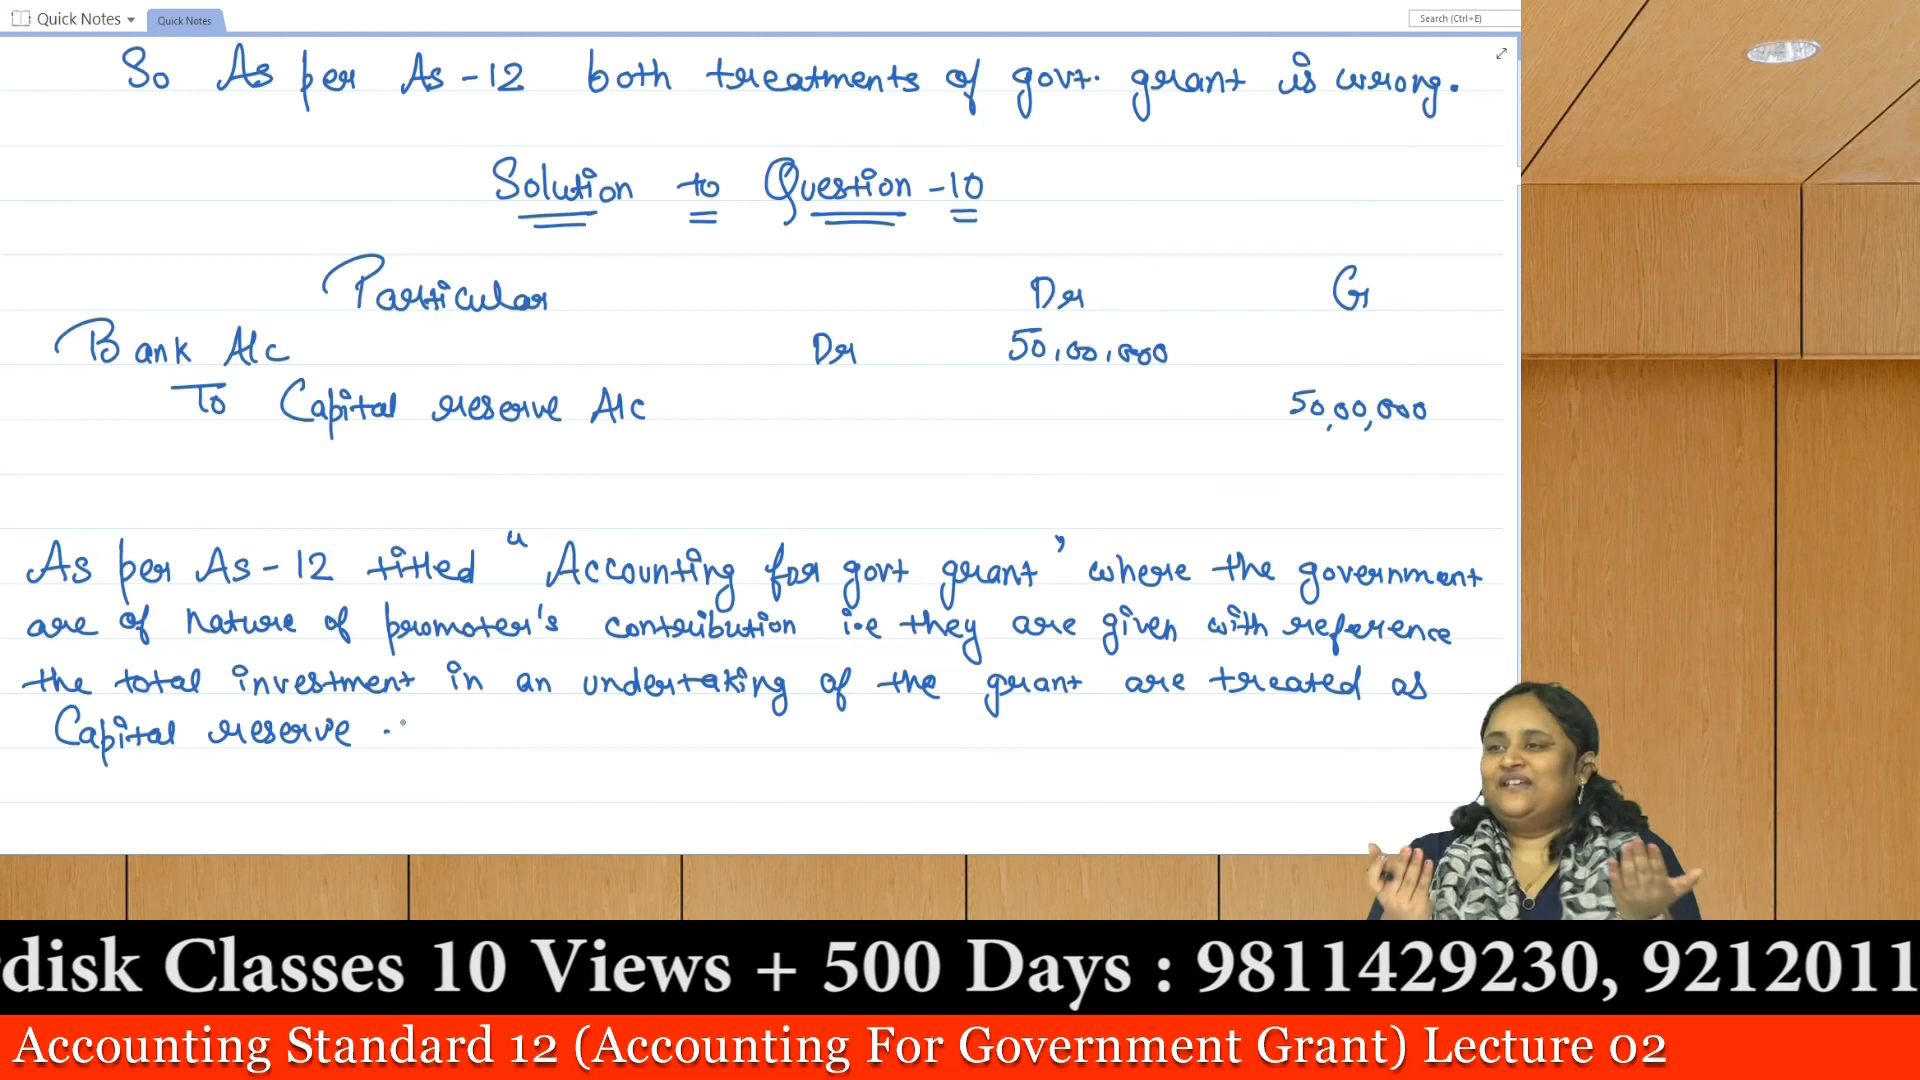 Quick Notes
Quick Notes
Search (Ctrl+E)
So As per As-12 both treatments of govt. grant is wrong.
Solution to Question-10
Particular Dr Cr
Bank A/c Dr 50,00,000
To Capital reserve A/c 50,00,000
As per As-12 titled "Accounting for govt grant" where the government
are of nature of promoter's contribution i.e they are given with reference
the total investment in an undertaking of the grant are treated as
Capital reserve.
disk Classes 10 Views + 500 Days : 9811429230, 9212011
Accounting Standard 12 (Accounting For Government Grant) Lecture 02